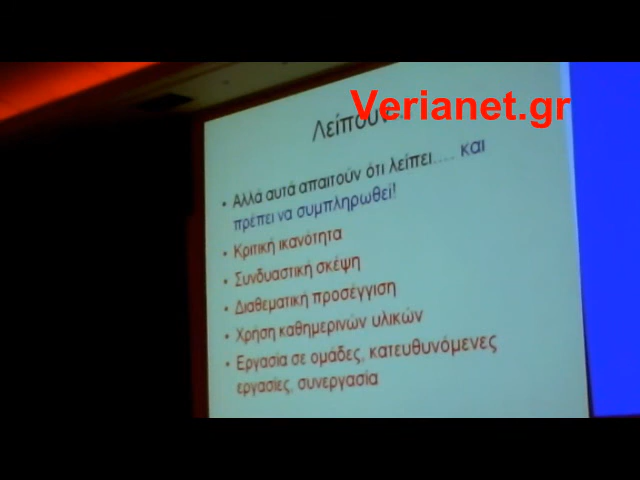 Verianet.gr
Λείπουν
• Αλλά αυτά απαιτούν ότι λείπει.... και
πρέπει να συμπληρωθεί!
• Κριτική ικανότητα
• Συνδυαστική σκέψη
• Διαθεματική προσέγγιση
• Χρήση καθημερινών υλικών
• Εργασία σε ομάδες, κατευθυνόμενες
εργασίες, συνεργασία